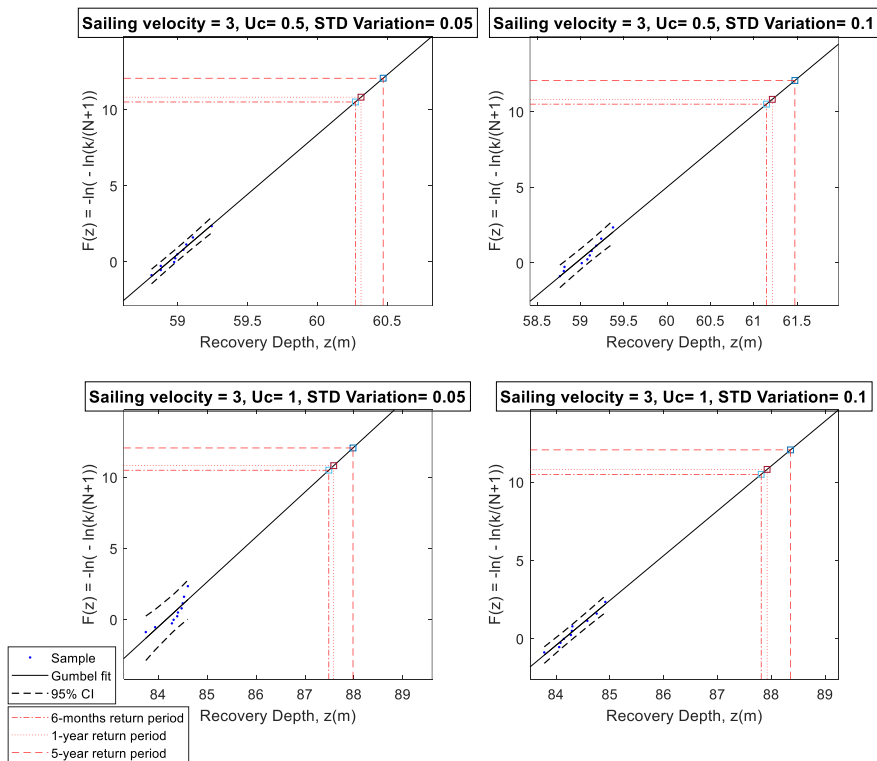 Sailing velocity = 3, Uc= 0.5, STD Variation= 0.05
F(z) = -ln( - ln(k/(N+1))
10
5
0
59
59.5
60
60.5
Recovery Depth, z(m)
Sailing velocity = 3, Uc= 0.5, STD Variation= 0.1
F(z) = -ln( - ln(k/(N+1))
10
5
0
58.5
59
59.5
60
60.5
61
61.5
Recovery Depth, z(m)
Sailing velocity = 3, Uc= 1, STD Variation= 0.05
F(z) = -ln( - ln(k/(N+1))
10
5
0
84
85
86
87
88
89
Recovery Depth, z(m)
Sailing velocity = 3, Uc= 1, STD Variation= 0.1
F(z) = -ln( - ln(k/(N+1))
10
5
0
84
85
86
87
88
89
Recovery Depth, z(m)
Sample
Gumbel fit
95% CI
6-months return period
1-year return period
5-year return period